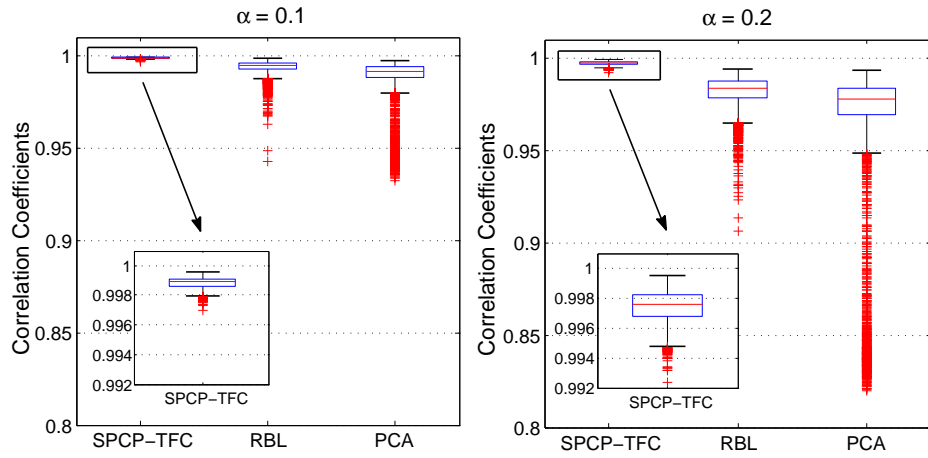 α = 0.1
Correlation Coefficients
1
0.95
0.9
0.85
0.8
1
0.998
0.996
0.994
0.992
SPCP−TFC
SPCP−TFC RBL PCA
α = 0.2
Correlation Coefficients
1
0.95
0.9
0.85
0.8
1
0.998
0.996
0.994
0.992
SPCP−TFC
SPCP−TFC RBL PCA